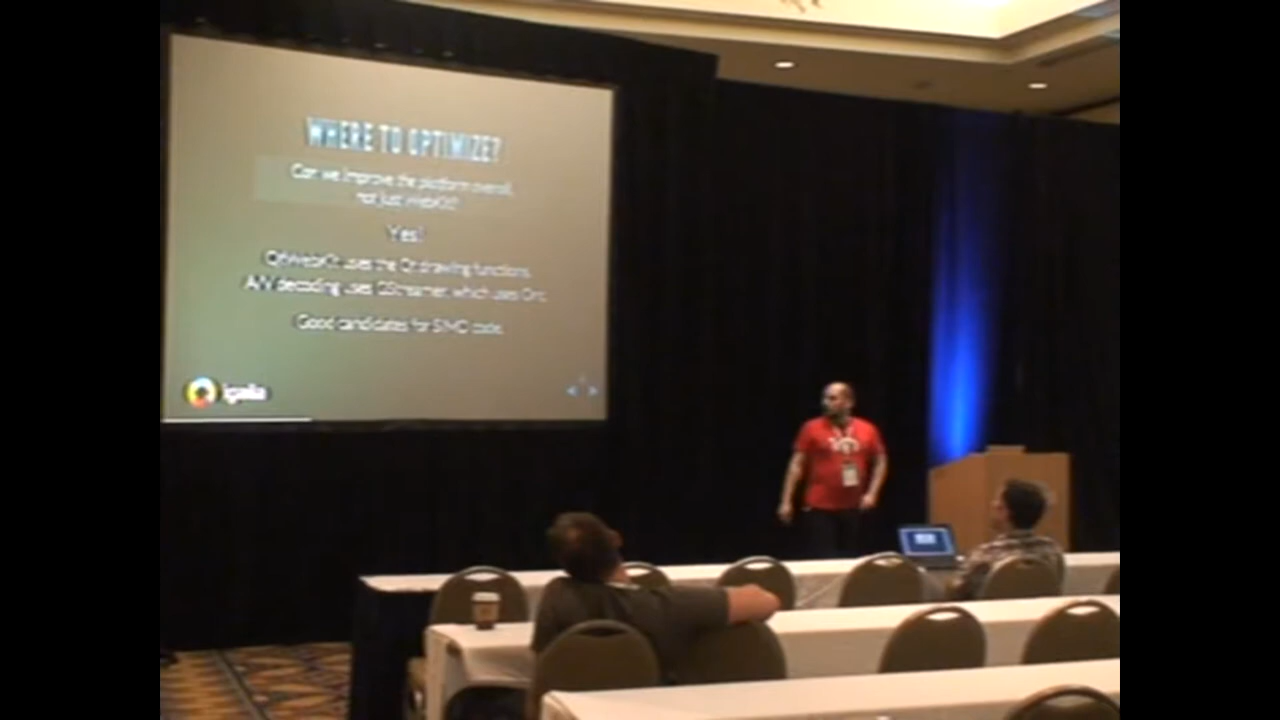 WHERE TO OPTIMIZE?
Can we improve the platform overall,
not just WebKit?
Yes!
QtWebKit uses the Qt drawing functions.
A/V decoding uses GStreamer, which uses Orc.
Good candidates for SIMD code.
igalia